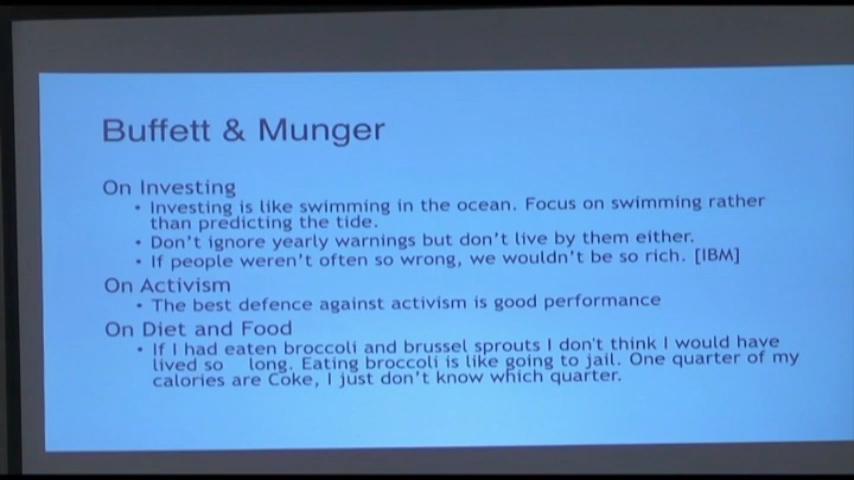 Buffett & Munger
On Investing
• Investing is like swimming in the ocean. Focus on swimming rather
than predicting the tide.
• Don't ignore yearly warnings but don't live by them either.
• If people weren't often so wrong, we wouldn't be so rich. [IBM]
On Activism
• The best defence against activism is good performance
On Diet and Food
• If I had eaten broccoli and brussel sprouts I don't think I would have
lived so long. Eating broccoli is like going to jail. One quarter of my
calories are Coke, I just don't know which quarter.